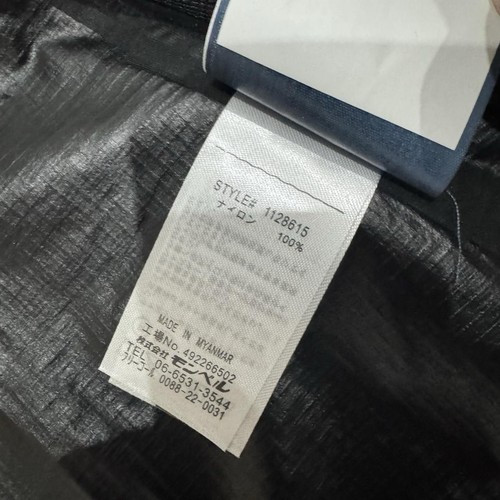 STYLE# 1128615
ナイロン 100%
MADE IN MYANMAR
工場No. 492266502
株式会社 モンベル
TEL 06-6531-3544
フリーコール 0088-22-0031